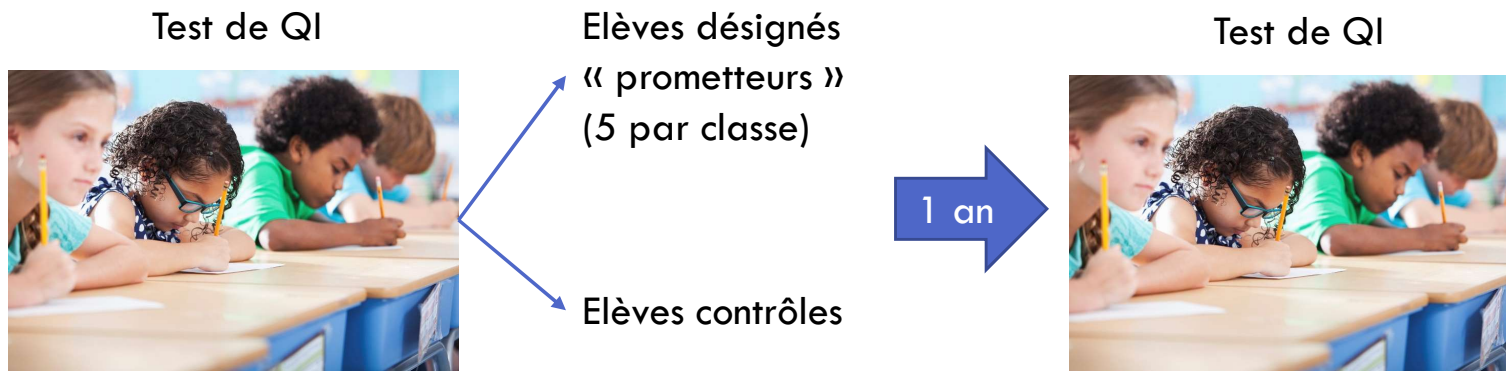 Test de QI
Elèves désignés
« prometteurs »
(5 par classe)
Elèves contrôles
1 an
Test de QI